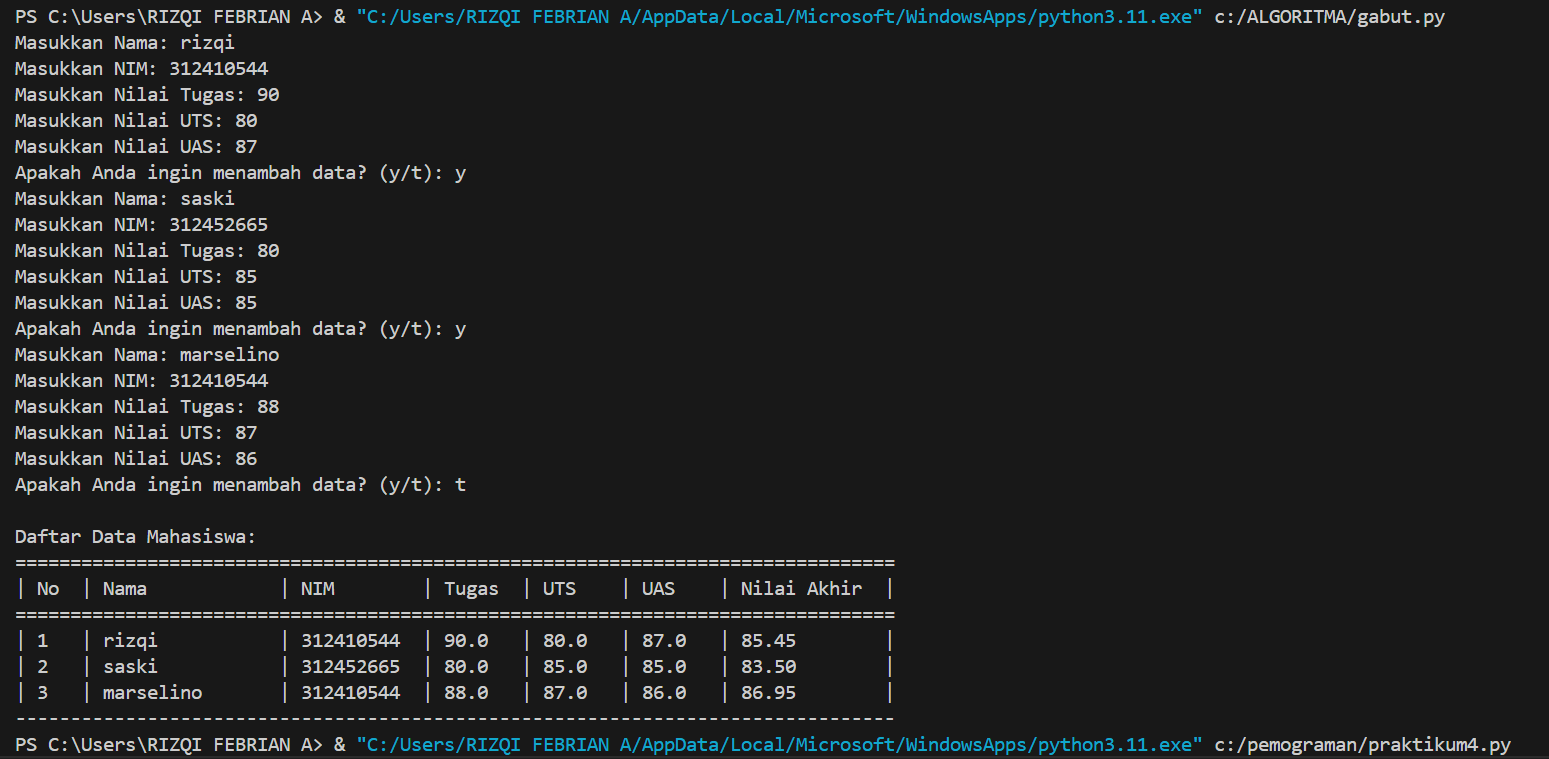 PS C:\Users\RIZQI FEBRIAN A> & "C:/Users/RIZQI FEBRIAN A/AppData/Local/Microsoft/WindowsApps/python3.11.exe" c:/ALGORITMA/gabut.py
Masukkan Nama: rizqi
Masukkan NIM: 312410544
Masukkan Nilai Tugas: 90
Masukkan Nilai UTS: 80
Masukkan Nilai UAS: 87
Apakah Anda ingin menambah data? (y/t): y
Masukkan Nama: saski
Masukkan NIM: 312452665
Masukkan Nilai Tugas: 80
Masukkan Nilai UTS: 85
Masukkan Nilai UAS: 85
Apakah Anda ingin menambah data? (y/t): y
Masukkan Nama: marselino
Masukkan NIM: 312410544
Masukkan Nilai Tugas: 88
Masukkan Nilai UTS: 87
Masukkan Nilai UAS: 86
Apakah Anda ingin menambah data? (y/t): t

Daftar Data Mahasiswa:
================================================================================
| No  | Nama            | NIM        | Tugas  | UTS    | UAS    | Nilai Akhir  |
================================================================================
| 1   | rizqi           | 312410544  | 90.0   | 80.0   | 87.0   | 85.45        |
| 2   | saski           | 312452665  | 80.0   | 85.0   | 85.0   | 83.50        |
| 3   | marselino       | 312410544  | 88.0   | 87.0   | 86.0   | 86.95        |
--------------------------------------------------------------------------------
PS C:\Users\RIZQI FEBRIAN A> & "C:/Users/RIZQI FEBRIAN A/AppData/Local/Microsoft/WindowsApps/python3.11.exe" c:/pemograman/praktikum4.py